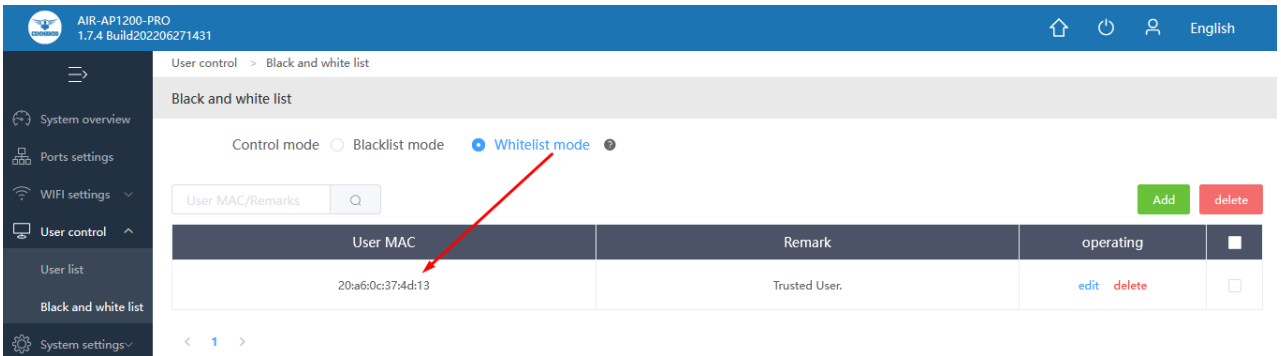 AIR-AP1200-PRO
1.7.4 Build202206271431
English
User control > Black and white list
Black and white list
System overview
Ports settings
WIFI settings
User control
User list
Black and white list
System settings
Control mode Blacklist mode Whitelist mode
User MAC/Remarks
Add delete
User MAC Remark operating
20:a6:0c:37:4d:13 Trusted User. edit delete
< 1 >